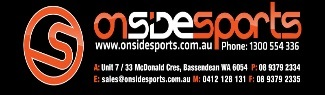 onsidesports
www.onsidesports.com.au Phone: 1300 554 336
A: Unit 7 / 33 McDonald Cres, Bassendean WA 6054 P: 08 9379 2334
E: sales@onsidesports.com.au M: 0412 128 131 F: 08 9379 2335